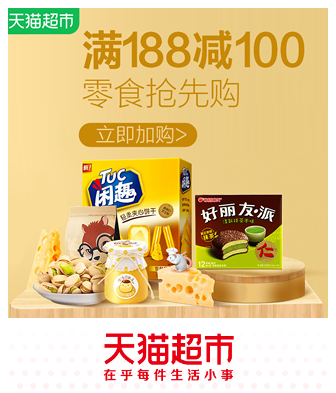 天猫超市
满188减100
零食抢先购
立即加购>
TUC
闲趣
好丽友·派
12
天猫超市
在乎每件生活小事